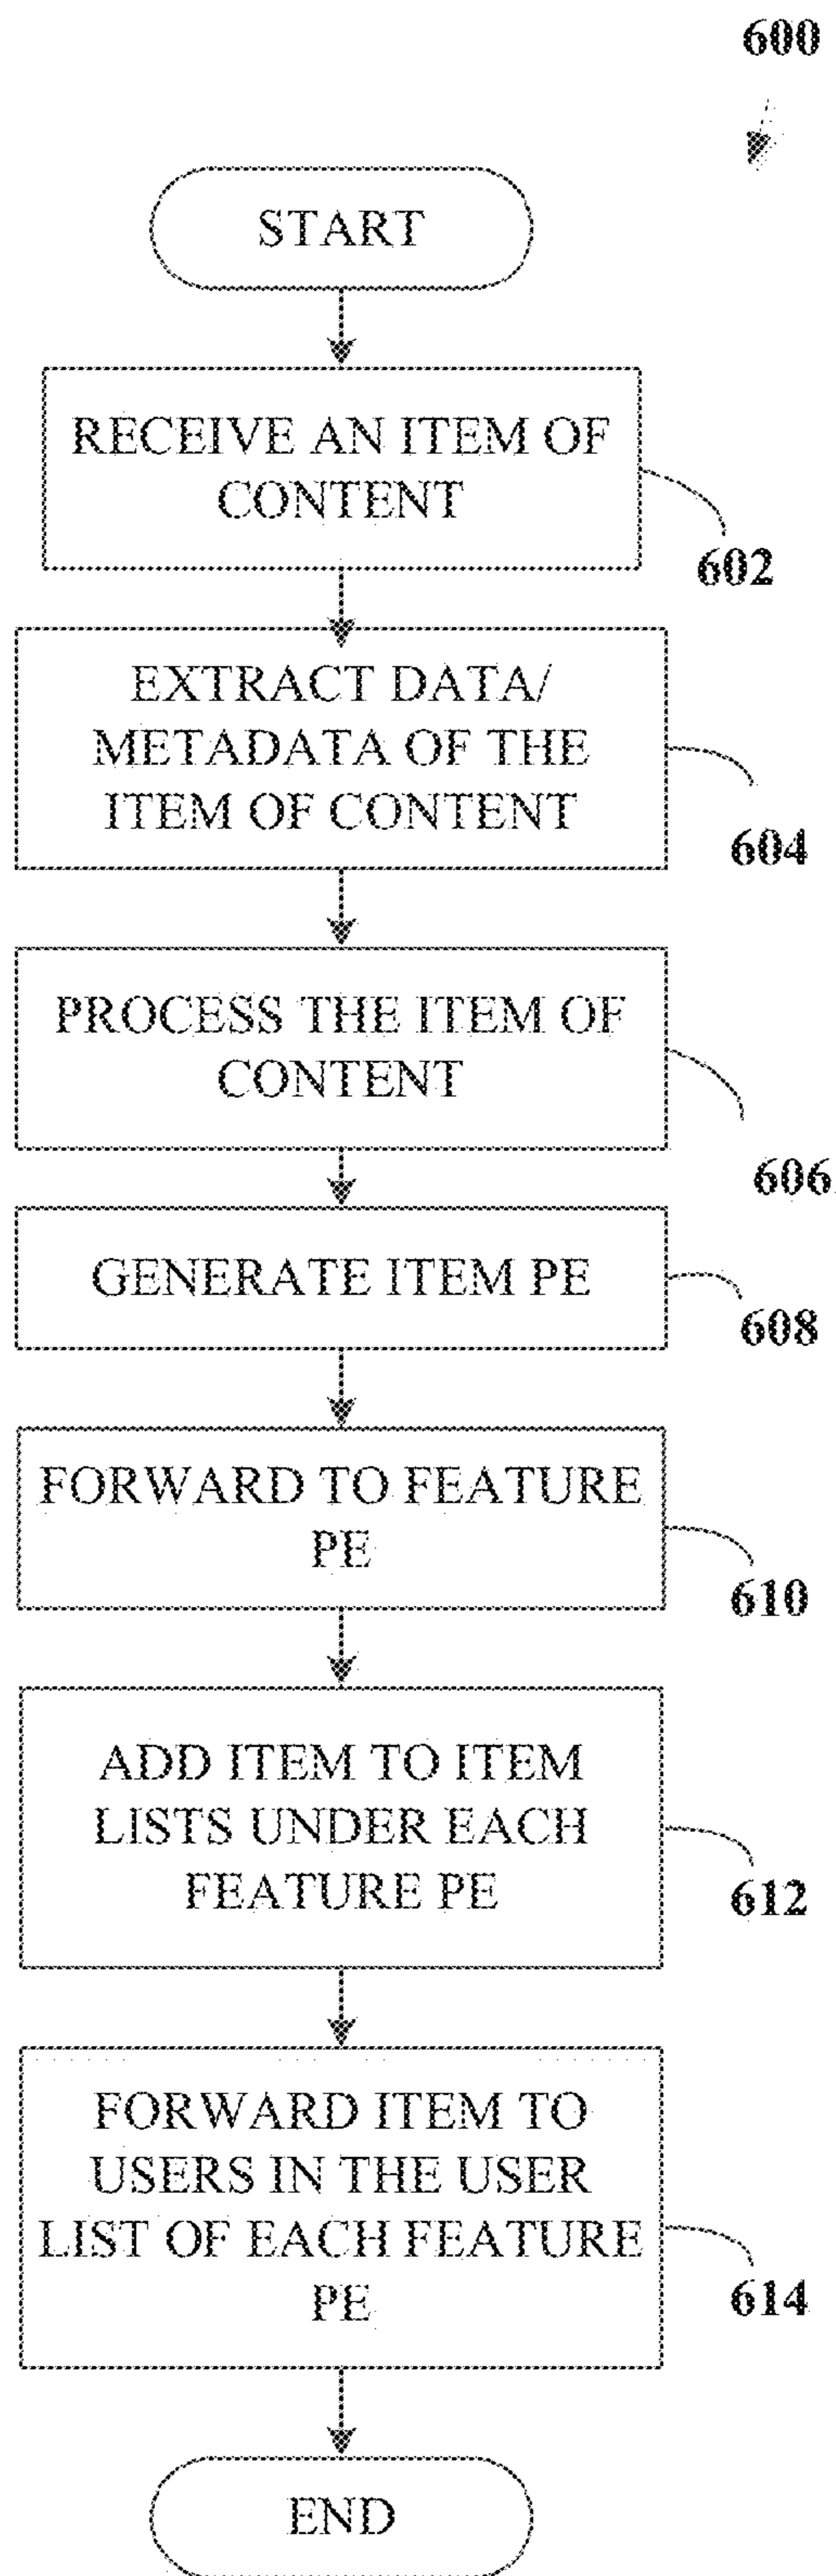 600
START
RECEIVE AN ITEM OF
CONTENT
602
EXTRACT DATA/
METADATA OF THE
ITEM OF CONTENT
604
PROCESS THE ITEM OF
CONTENT
606
GENERATE ITEM PE
608
FORWARD TO FEATURE
PE
610
ADD ITEM TO ITEM
LISTS UNDER EACH
FEATURE PE
612
FORWARD ITEM TO
USERS IN THE USER
LIST OF EACH FEATURE
PE
614
END